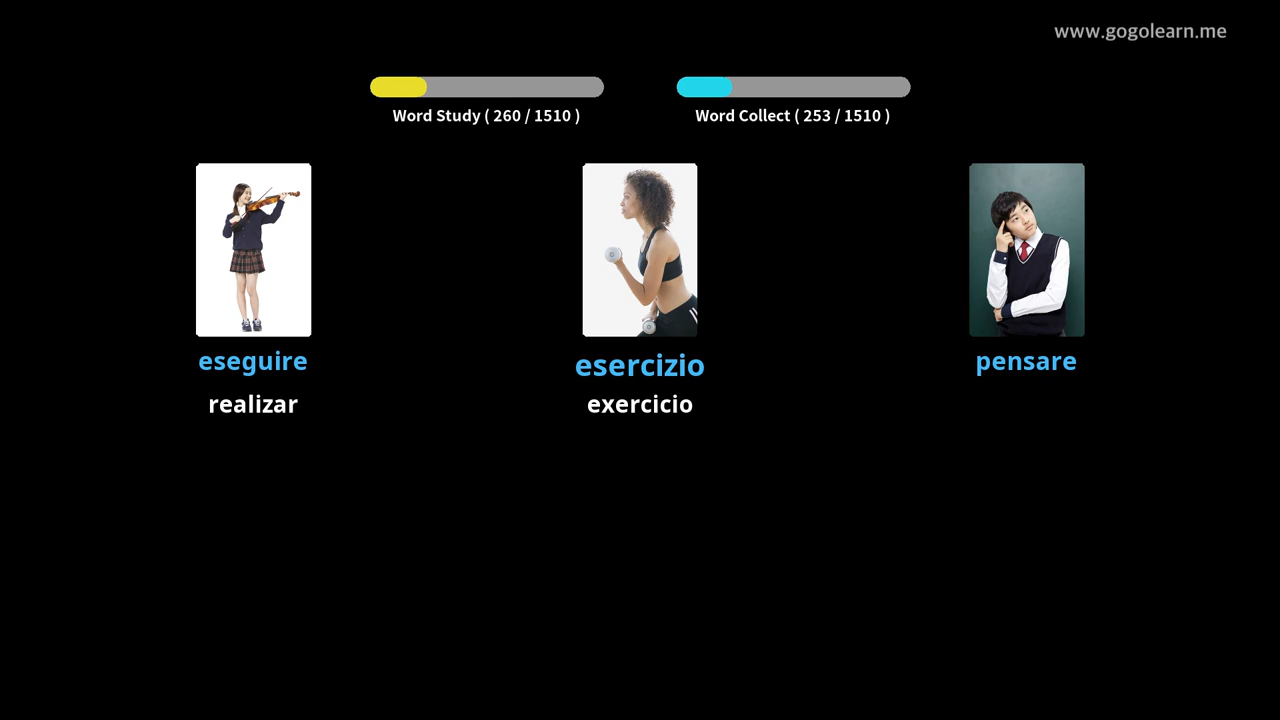 www.gogolearn.me
Word Study ( 260 / 1510 )
Word Collect ( 253 / 1510 )
eseguire
esercizio
pensare
realizar
exercicio